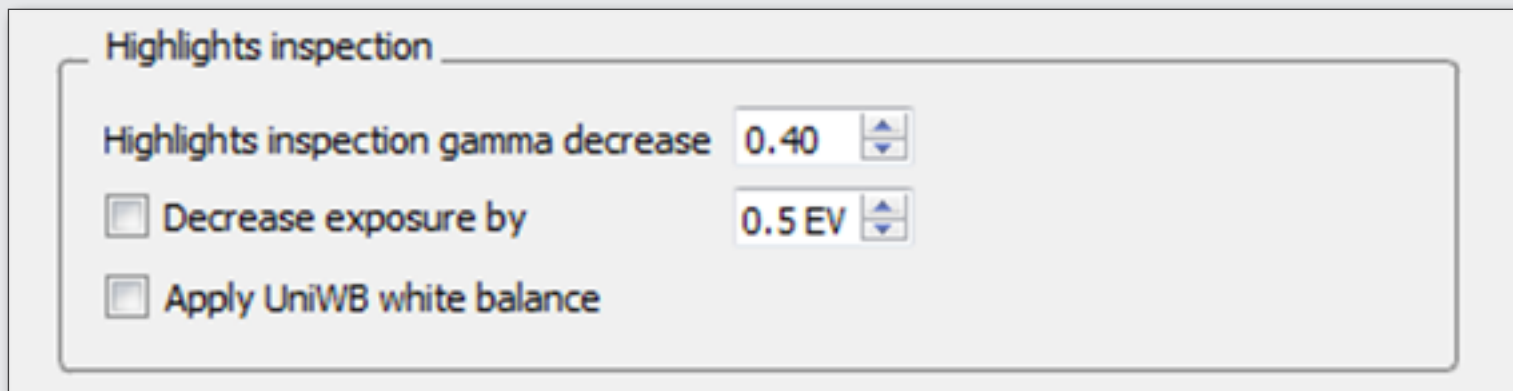 Highlights inspection
Highlights inspection gamma decrease 0.40
Decrease exposure by 0.5 EV
Apply UniWB white balance